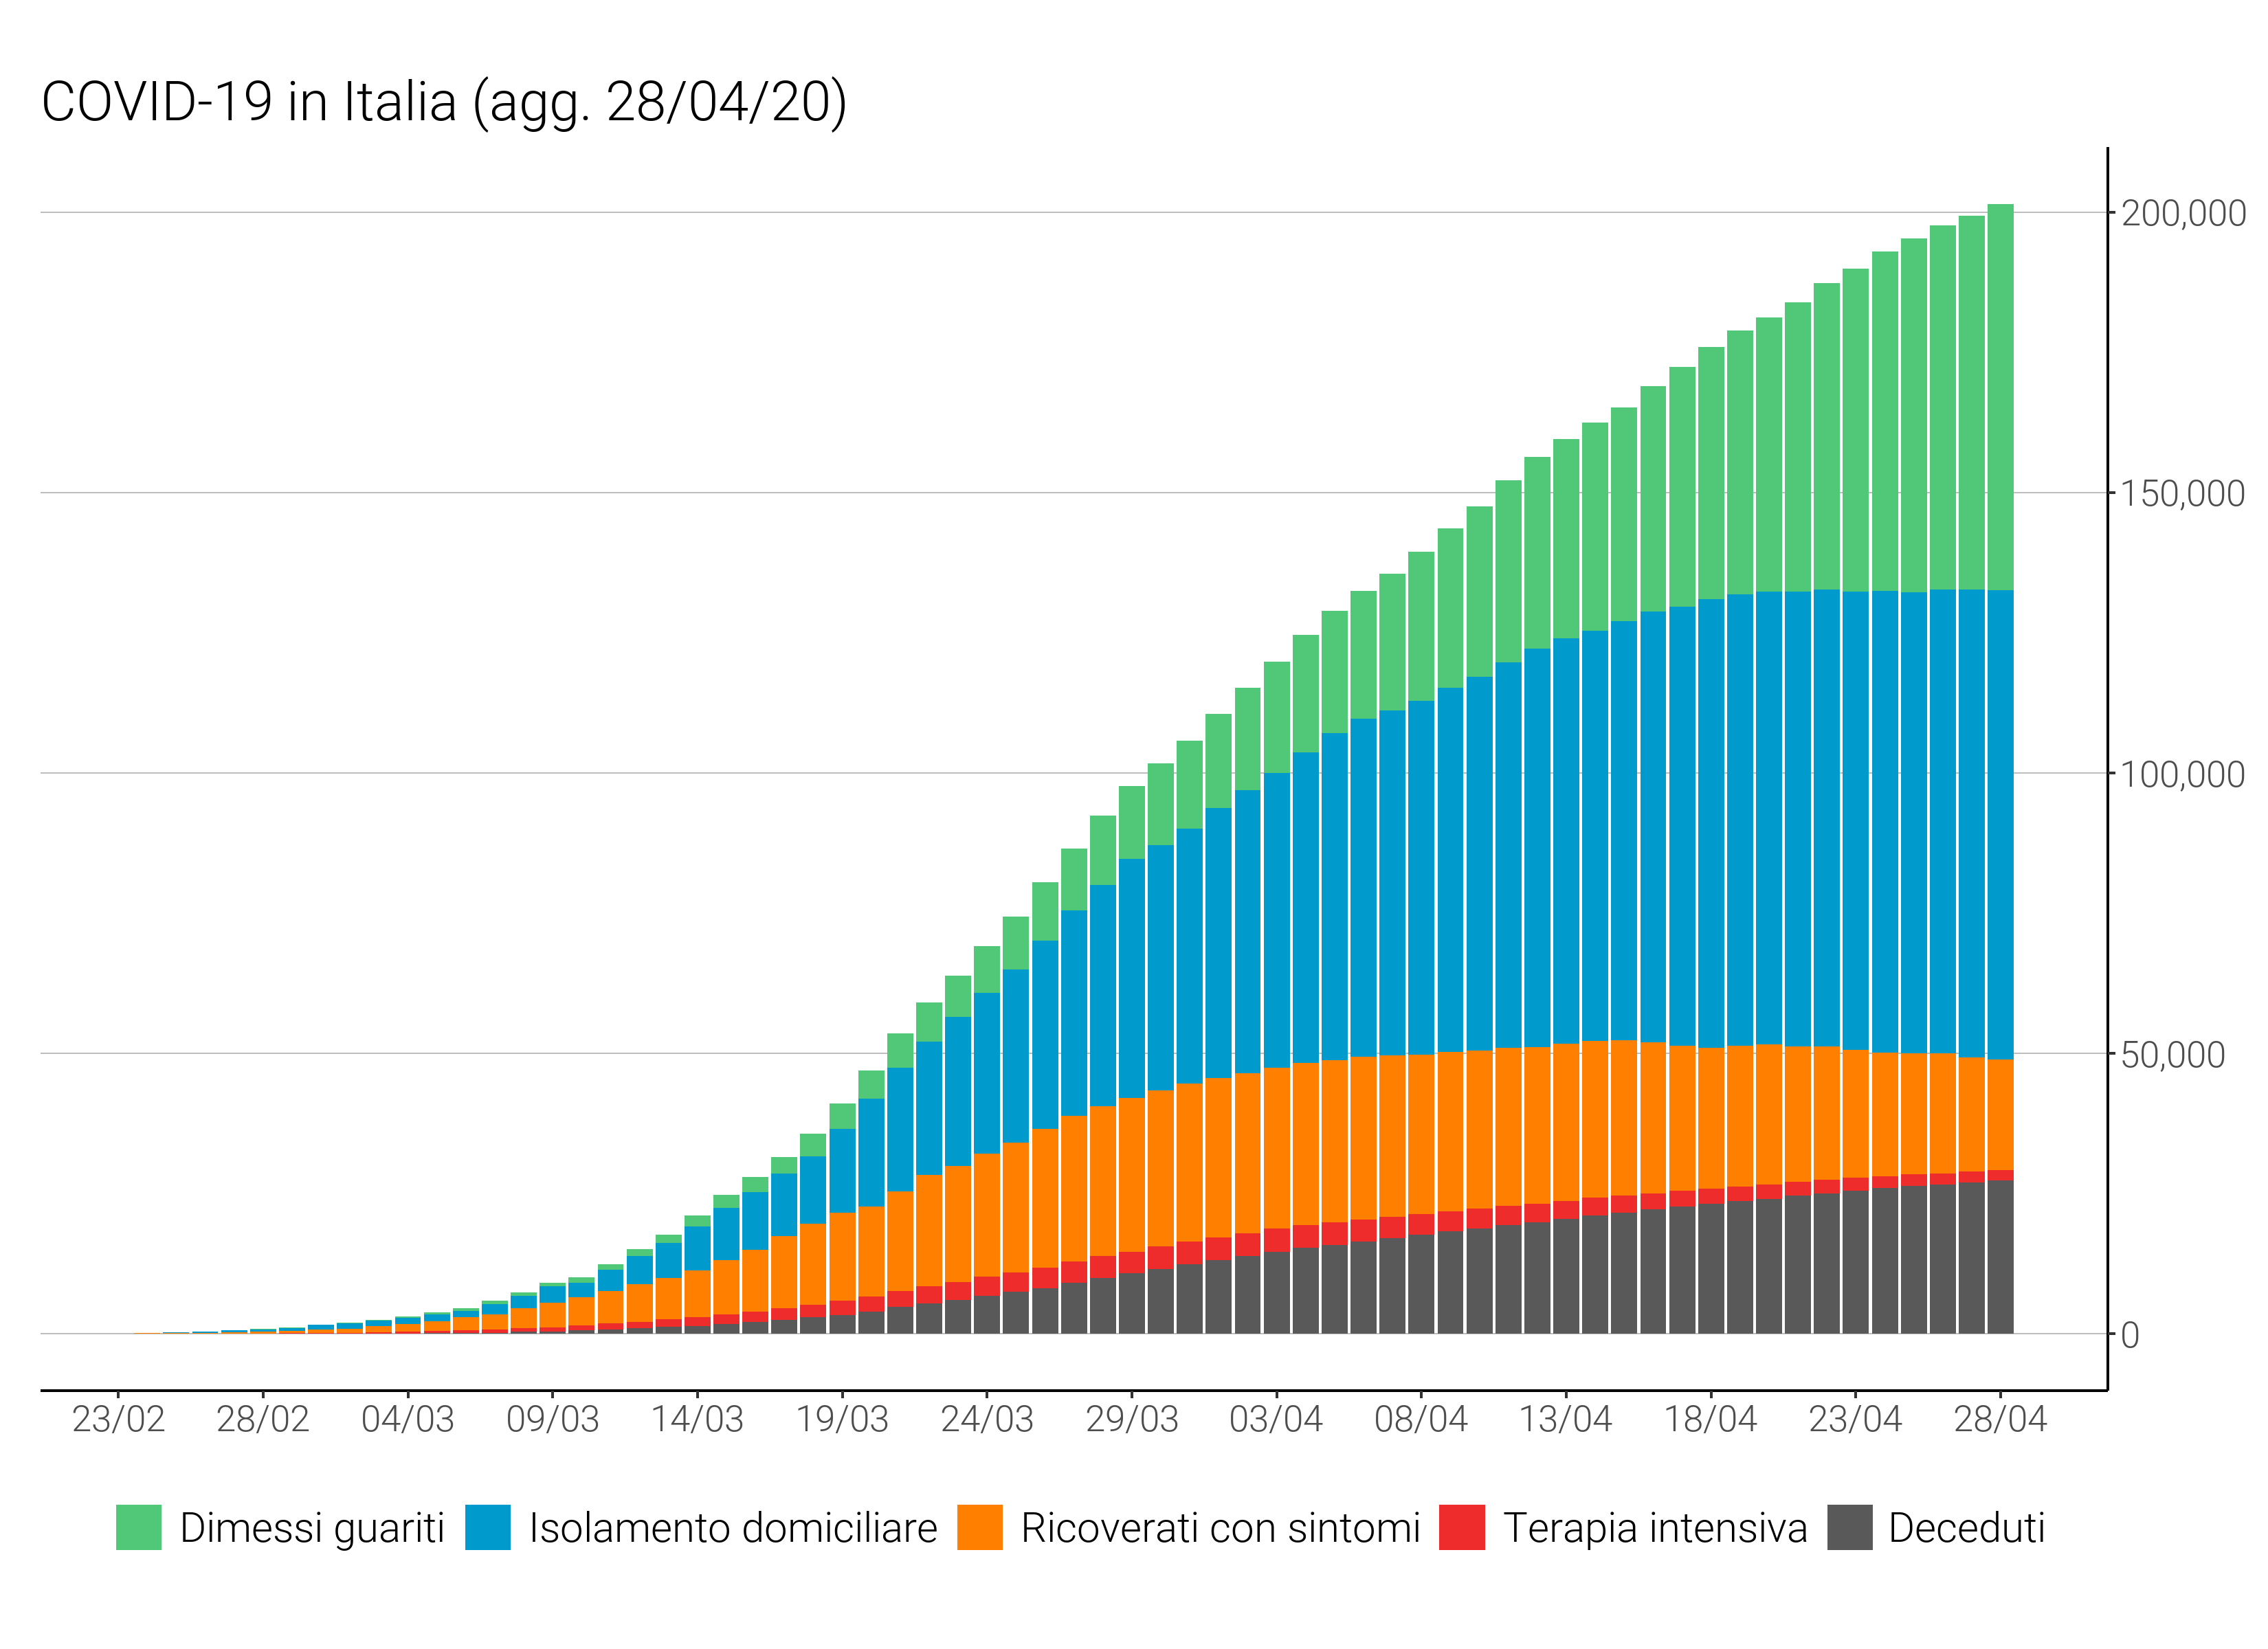 COVID-19 in Italia (agg. 28/04/20)
200,000
150,000
100,000
50,000
0
23/02 28/02 04/03 09/03 14/03 19/03 24/03 29/03 03/04 08/04 13/04 18/04 23/04 28/04
Dimessi guariti Isolamento domiciliare Ricoverati con sintomi Terapia intensiva Deceduti